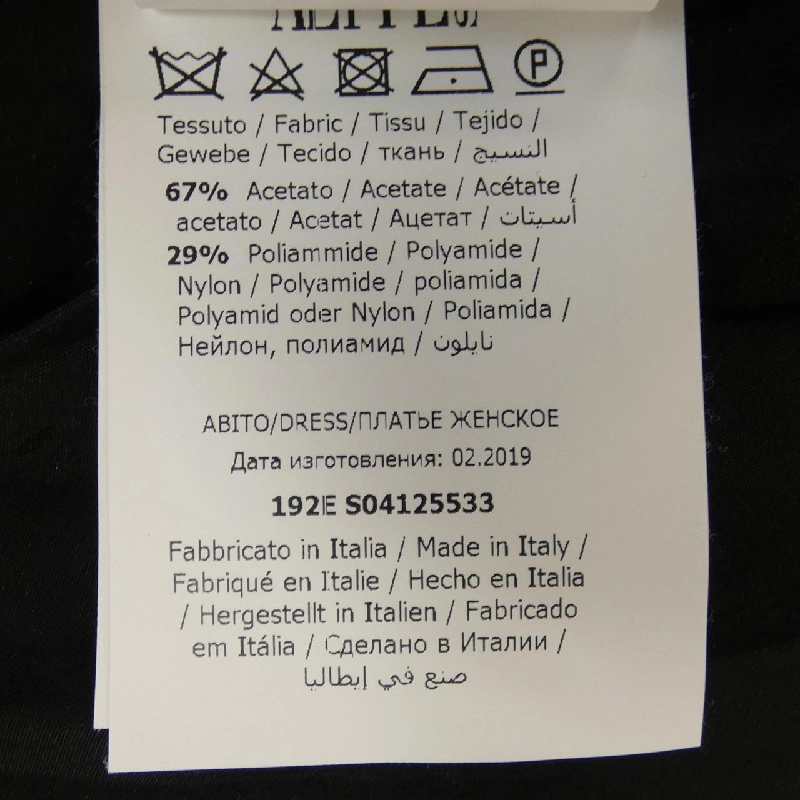 Tessuto / Fabric / Tissu / Tejido /
Gewebe / Tecido / ткань / النسيج
67% Acetato / Acetate / Acétate /
acetato / Acetat / Ацетат / أسيتات
29% Poliammide / Polyamide /
Nylon / Polyamide / poliamida /
Polyamid oder Nylon / Poliamida /
Нейлон, полиамид / نايلون
ABITO/DRESS/ПЛАТЬЕ ЖЕНСКОЕ
Дата изготовления: 02.2019
192E S04125533
Fabbricato in Italia / Made in Italy /
Fabriqué en Italie / Hecho en Italia
/ Hergestellt in Italien / Fabricado
em Itália / Сделано в Италии /
صنع في إيطاليا